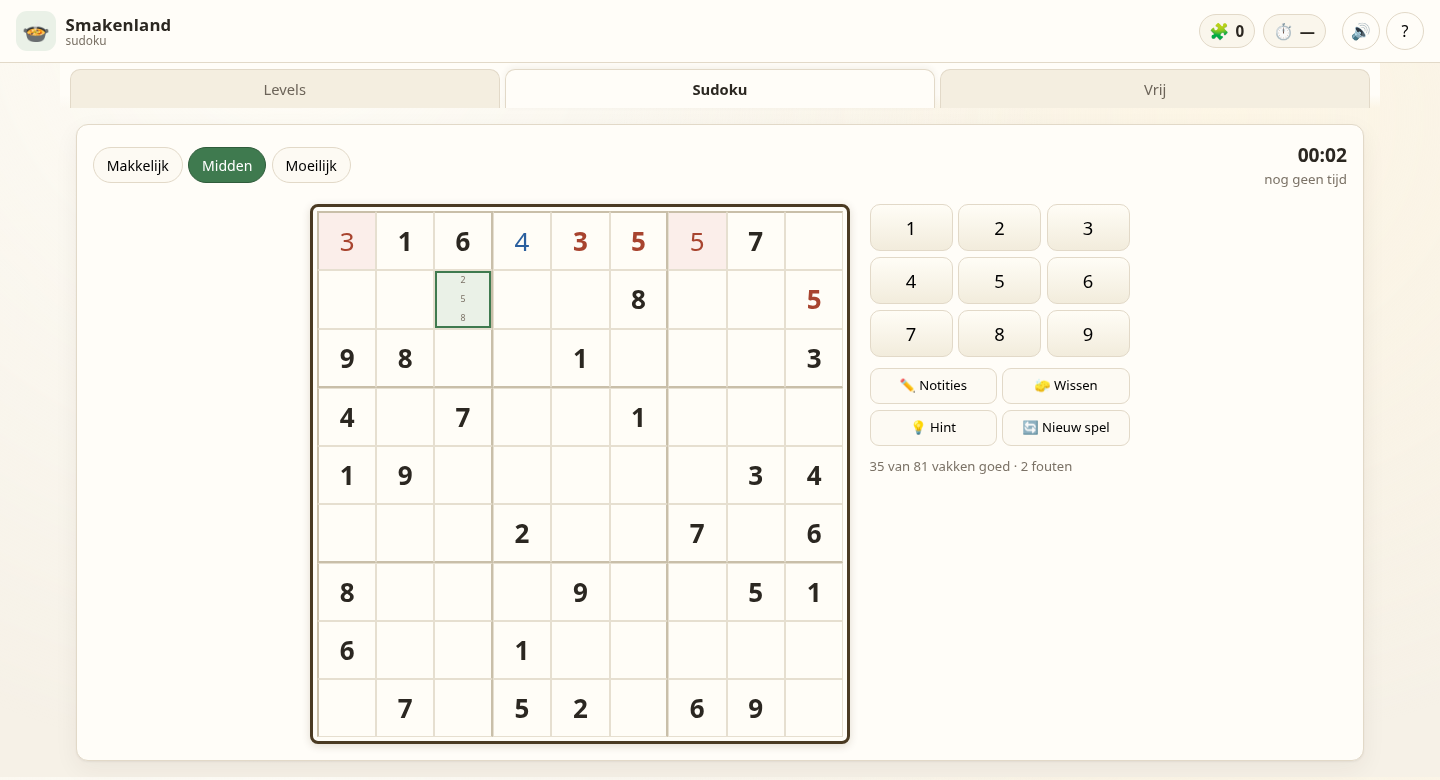 Smakenland
sudoku
🧩 0
⏱️ —
🔊
?
Levels
Sudoku
Vrij
Makkelijk
Midden
Moeilijk
00:02
nog geen tijd
3 1 6 4 3 5 5 7
2
5
8
8 5
9 8 1 3
4 7 1
1 9 3 4
2 7 6
8 9 5 1
6 1
7 5 2 6 9
1 2 3
4 5 6
7 8 9
✏️ Notities
🧽 Wissen
💡 Hint
🔄 Nieuw spel
35 van 81 vakken goed · 2 fouten